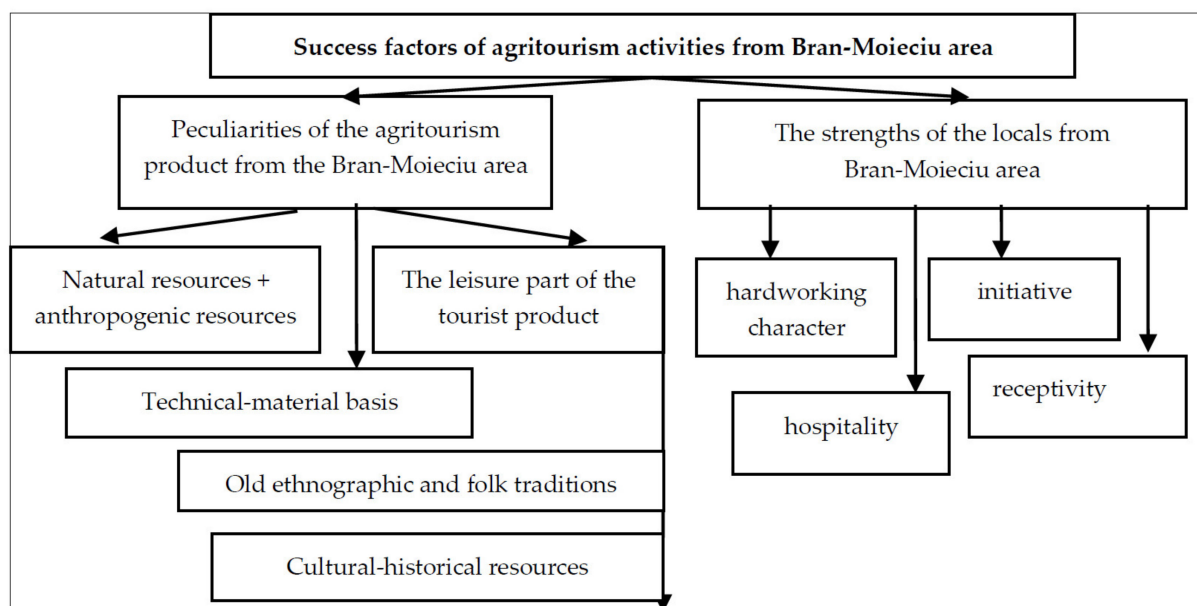 Success factors of agritourism activities from Bran-Moieciu area
Peculiarities of the agritourism
product from the Bran-Moieciu area
The strengths of the locals from
Bran-Moieciu area
Natural resources +
anthropogenic resources
The leisure part of the
tourist product
hardworking
character
initiative
Technical-material basis
hospitality
receptivity
Old ethnographic and folk traditions
Cultural-historical resources